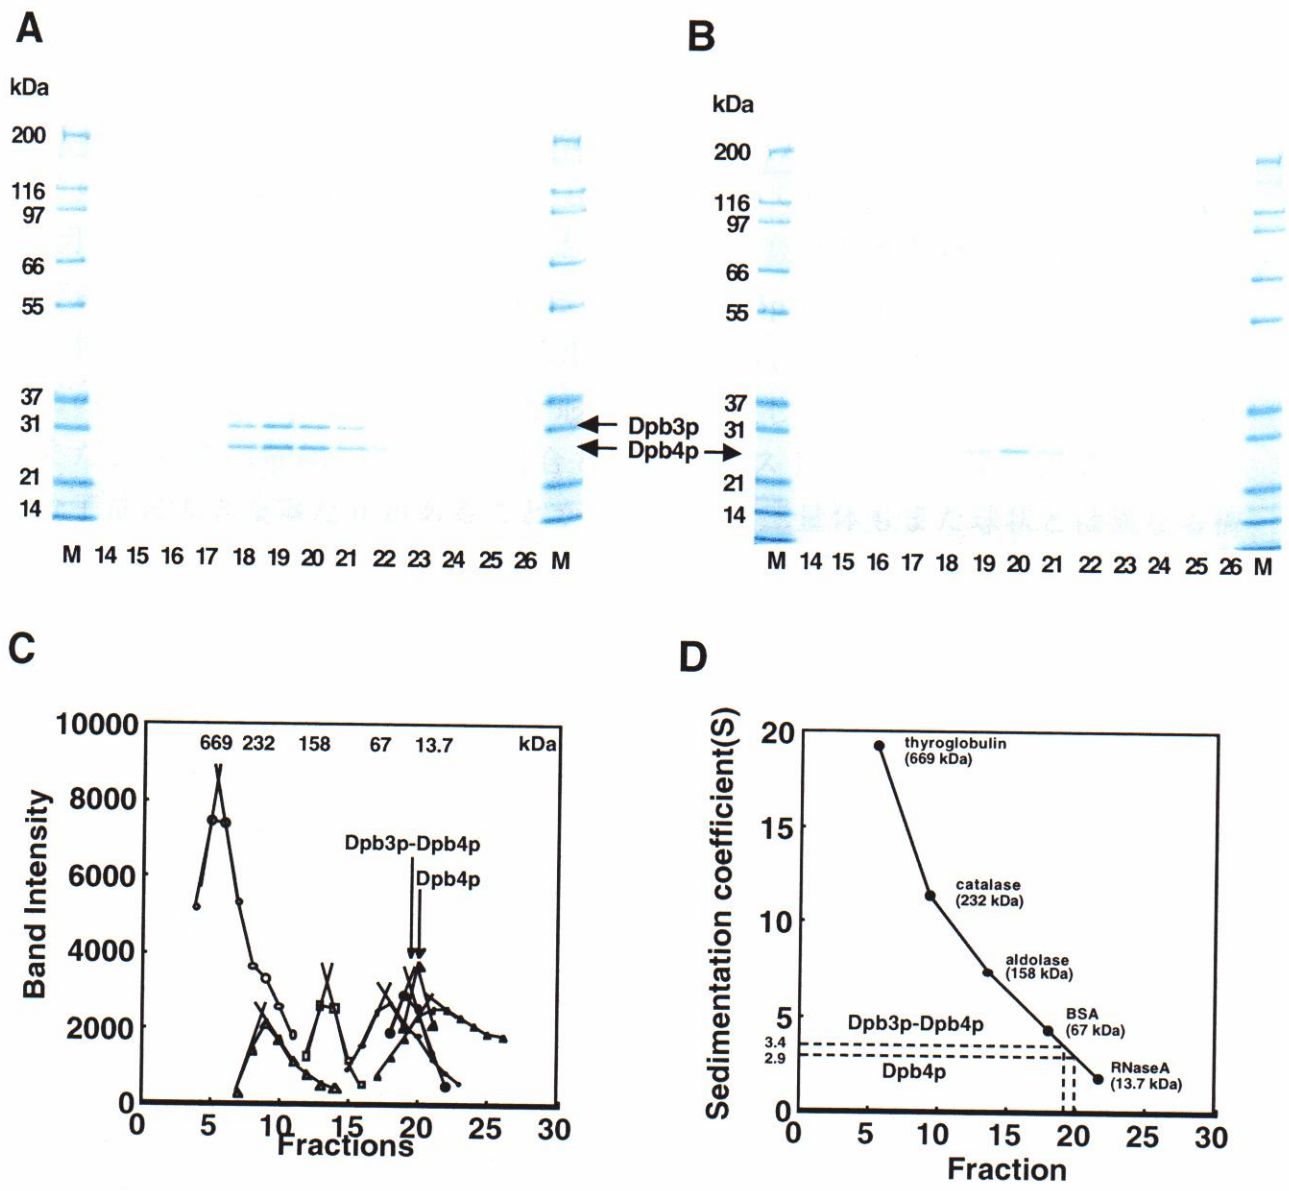 A
kDa
200
116
97
66
55
37
31
21
14
Dpb3p
Dpb4p
M 14 15 16 17 18 19 20 21 22 23 24 25 26 M
B
kDa
200
116
97
66
55
37
31
21
14
M 14 15 16 17 18 19 20 21 22 23 24 25 26 M
C
10000
8000
6000
4000
2000
0
Band Intensity
669 232 158 67 13.7 kDa
Dpb3p-Dpb4p
Dpb4p
0 5 10 15 20 25 30
Fractions
D
Sedimentation coefficient(S)
20
15
10
5
3.4
2.9
0
thyroglobulin
(669 kDa)
catalase
(232 kDa)
aldolase
(158 kDa)
BSA
(67 kDa)
RNaseA
(13.7 kDa)
Dpb3p-Dpb4p
Dpb4p
0 5 10 15 20 25 30
Fraction